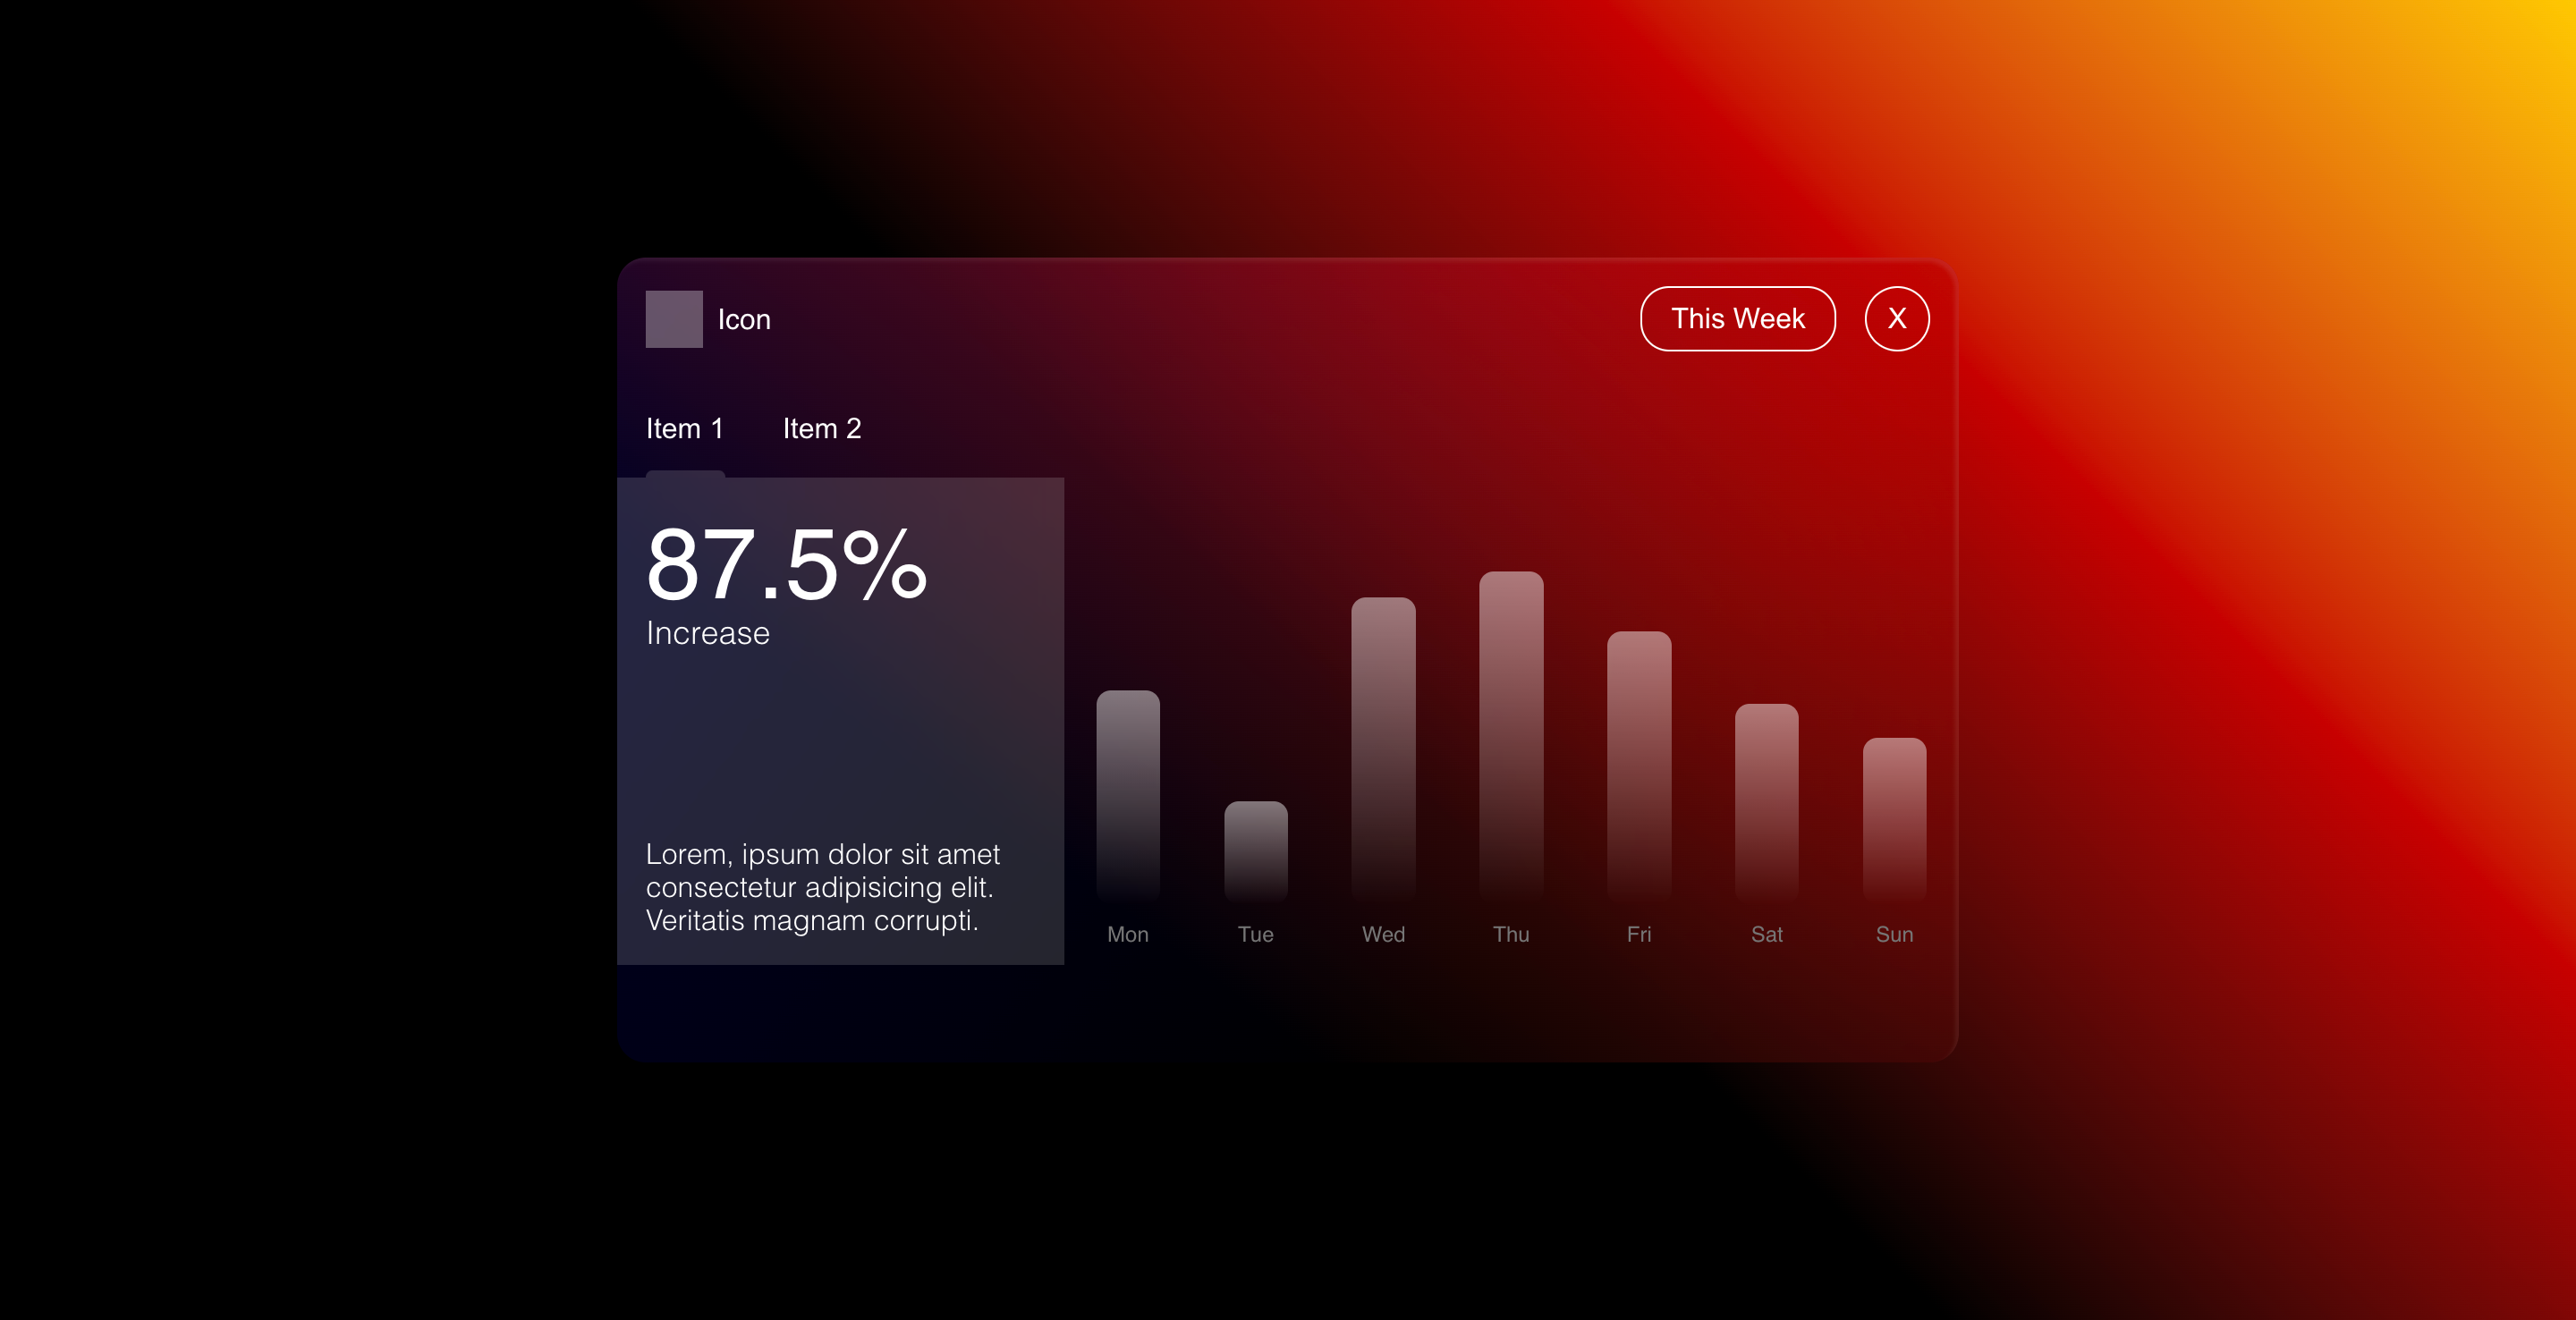 Icon
This Week
X
Item 1
Item 2
87.5%
Increase
Lorem, ipsum dolor sit amet
consectetur adipisicing elit.
Veritatis magnam corrupti.
Mon
Tue
Wed
Thu
Fri
Sat
Sun